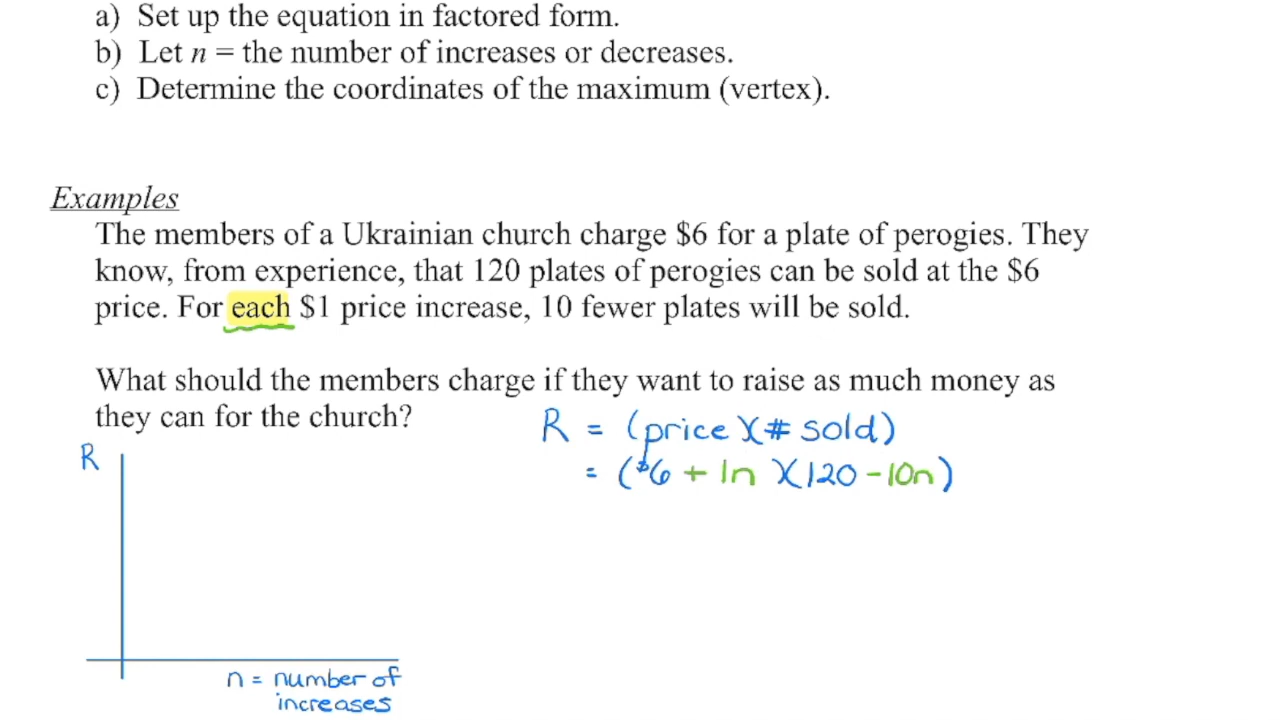 a) Set up the equation in factored form.
b) Let n = the number of increases or decreases.
c) Determine the coordinates of the maximum (vertex).
Examples
The members of a Ukrainian church charge $6 for a plate of perogies. They
know, from experience, that 120 plates of perogies can be sold at the $6
price. For each $1 price increase, 10 fewer plates will be sold.
What should the members charge if they want to raise as much money as
they can for the church?
R = (price)(# sold)
= ($6 + 1n)(120 - 10n)
R
n = number of
increases